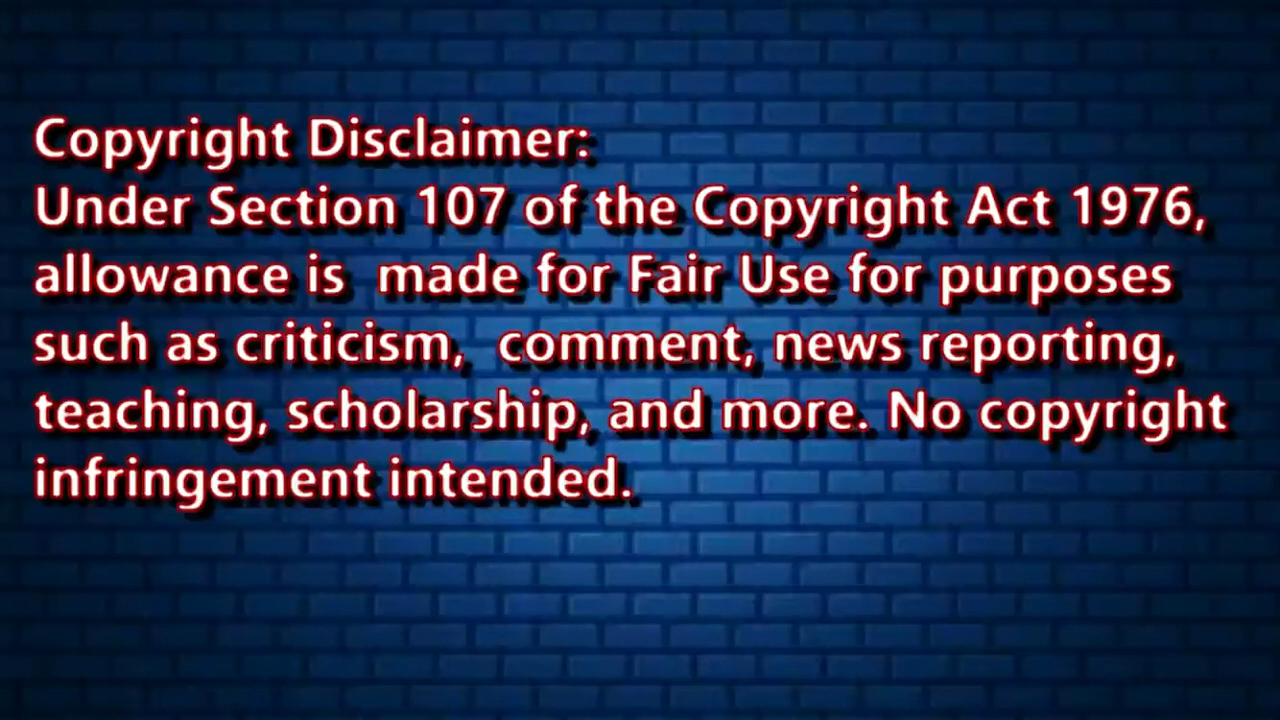 Copyright Disclaimer:
Under Section 107 of the Copyright Act 1976,
allowance is  made for Fair Use for purposes
such as criticism,  comment, news reporting,
teaching, scholarship, and more. No copyright
infringement intended.